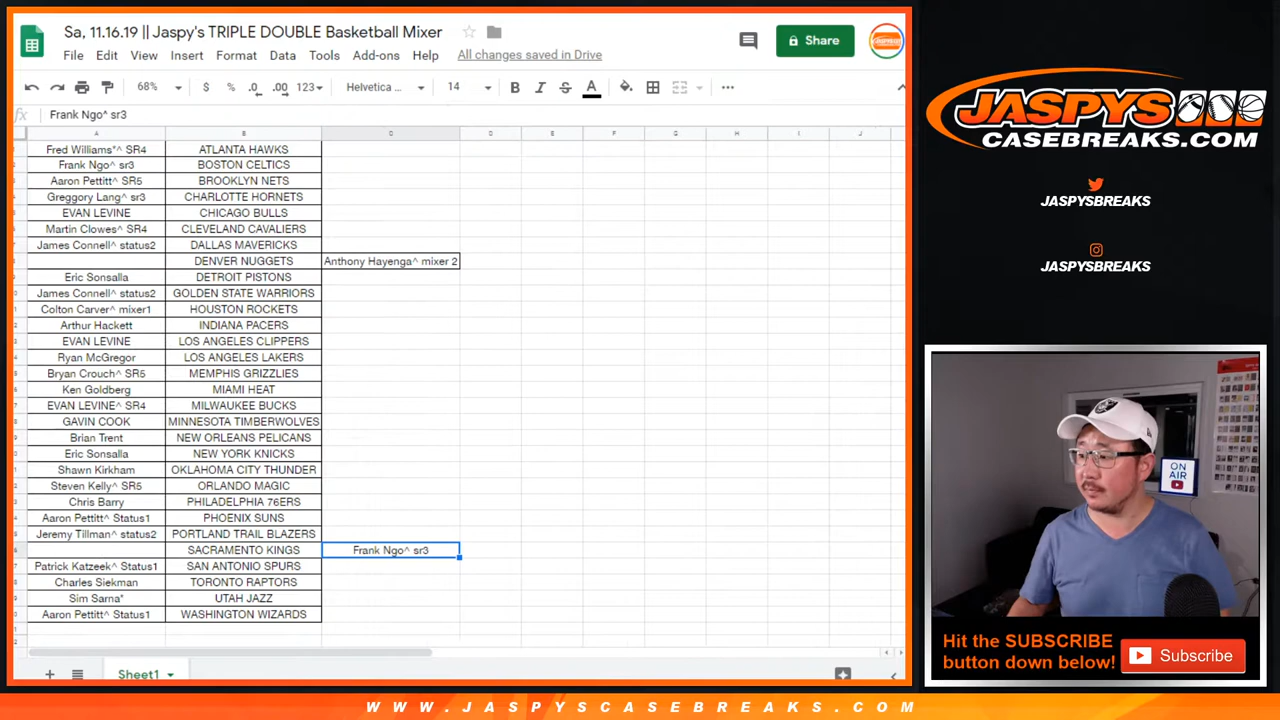 Sa, 11.16.19 || Jaspy's TRIPLE DOUBLE Basketball Mixer
File Edit View Insert Format Data Tools Add-ons Help All changes saved in Drive
Share
68% $ % .0 .00 123 Helvetica ... 14 B I S A
fx Frank Ngo^ sr3
A B C D E F G H I J
Fred Williams*^ SR4 ATLANTA HAWKS
Frank Ngo^ sr3 BOSTON CELTICS
Aaron Pettitt^ SR5 BROOKLYN NETS
Greggory Lang^ sr3 CHARLOTTE HORNETS
EVAN LEVINE CHICAGO BULLS
Martin Clowes^ SR4 CLEVELAND CAVALIERS
James Connell^ status2 DALLAS MAVERICKS
DENVER NUGGETS Anthony Hayenga^ mixer 2
Eric Sonsalla DETROIT PISTONS
James Connell^ status2 GOLDEN STATE WARRIORS
Colton Carver^ mixer1 HOUSTON ROCKETS
Arthur Hackett INDIANA PACERS
EVAN LEVINE LOS ANGELES CLIPPERS
Ryan McGregor LOS ANGELES LAKERS
Bryan Crouch^ SR5 MEMPHIS GRIZZLIES
Ken Goldberg MIAMI HEAT
EVAN LEVINE^ SR4 MILWAUKEE BUCKS
GAVIN COOK MINNESOTA TIMBERWOLVES
Brian Trent NEW ORLEANS PELICANS
Eric Sonsalla NEW YORK KNICKS
Shawn Kirkham OKLAHOMA CITY THUNDER
Steven Kelly^ SR5 ORLANDO MAGIC
Chris Barry PHILADELPHIA 76ERS
Aaron Pettitt^ Status1 PHOENIX SUNS
Jeremy Tillman^ status2 PORTLAND TRAIL BLAZERS
SACRAMENTO KINGS Frank Ngo^ sr3
Patrick Katzeek^ Status1 SAN ANTONIO SPURS
Charles Siekman TORONTO RAPTORS
Sim Sarna* UTAH JAZZ
Aaron Pettitt^ Status1 WASHINGTON WIZARDS
Sheet1
JASPYS
CASEBREAKS.COM
JASPYSBREAKS
JASPYSBREAKS
ON
AIR
Hit the SUBSCRIBE
button down below!
Subscribe
WWW.JASPYSCASEBREAKS.COM